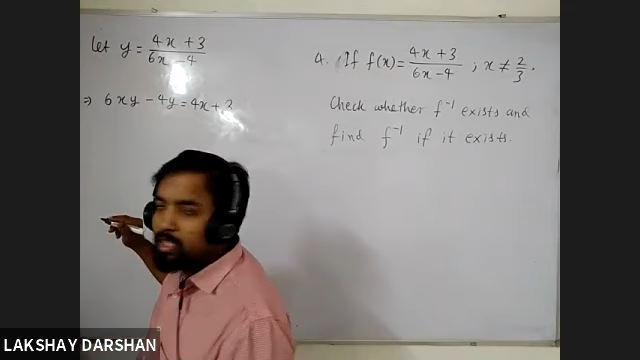 let y = (4x + 3)/(6x - 4)
⇒ 6xy - 4y = 4x + 3
4. If f(x) = (4x + 3)/(6x - 4) ; x ≠ 2/3 .
Check whether f⁻¹ exists and
find f⁻¹ if it exists.
LAKSHAY DARSHAN